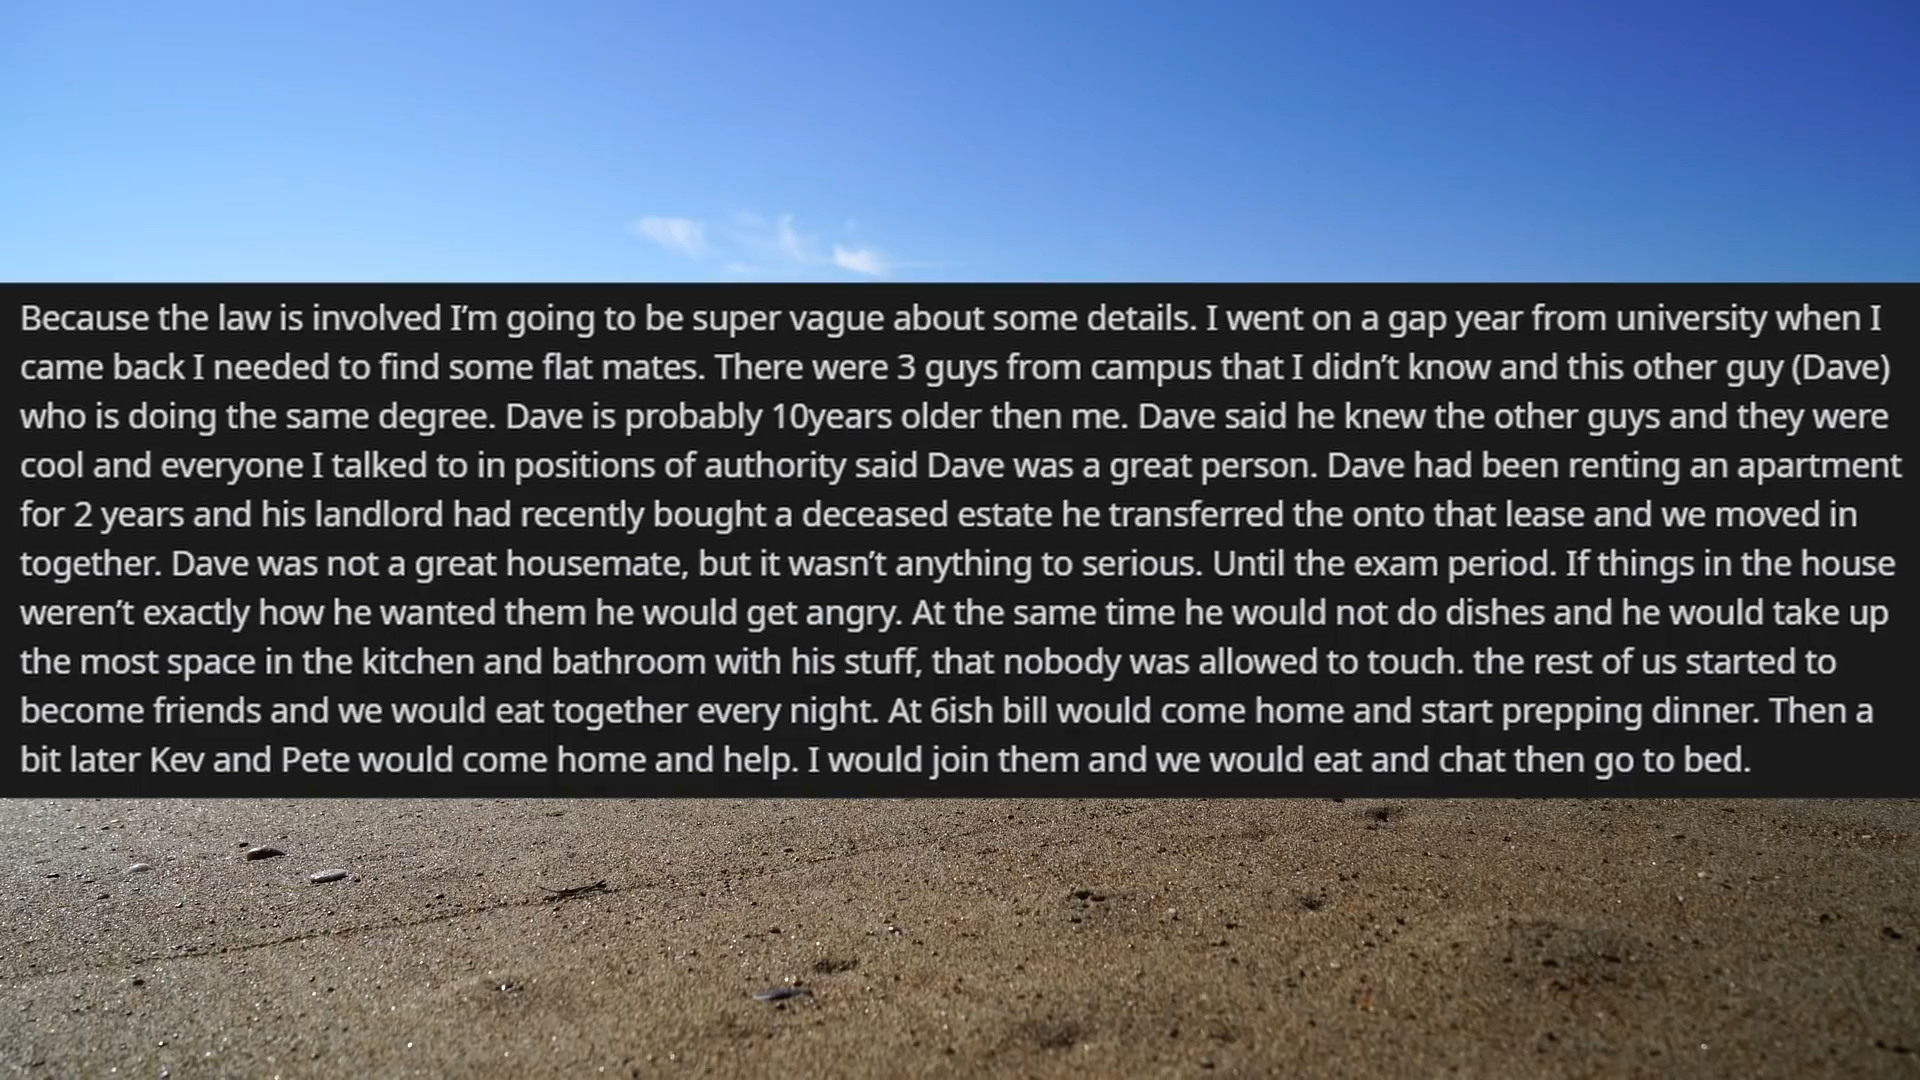 Because the law is involved I’m going to be super vague about some details. I went on a gap year from university when I
came back I needed to find some flat mates. There were 3 guys from campus that I didn’t know and this other guy (Dave)
who is doing the same degree. Dave is probably 10years older then me. Dave said he knew the other guys and they were
cool and everyone I talked to in positions of authority said Dave was a great person. Dave had been renting an apartment
for 2 years and his landlord had recently bought a deceased estate he transferred the onto that lease and we moved in
together. Dave was not a great housemate, but it wasn’t anything to serious. Until the exam period. If things in the house
weren’t exactly how he wanted them he would get angry. At the same time he would not do dishes and he would take up
the most space in the kitchen and bathroom with his stuff, that nobody was allowed to touch. the rest of us started to
become friends and we would eat together every night. At 6ish bill would come home and start prepping dinner. Then a
bit later Kev and Pete would come home and help. I would join them and we would eat and chat then go to bed.